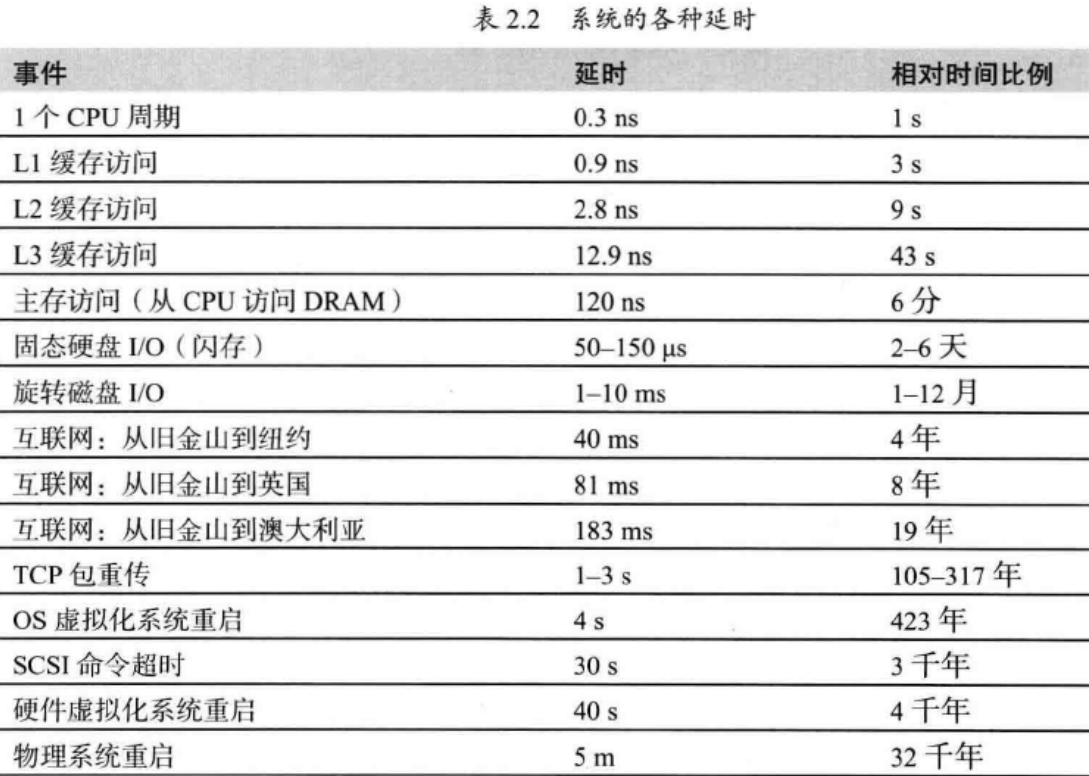 表 2.2 系统的各种延时
事件 延时 相对时间比例
1 个 CPU 周期 0.3 ns 1 s
L1 缓存访问 0.9 ns 3 s
L2 缓存访问 2.8 ns 9 s
L3 缓存访问 12.9 ns 43 s
主存访问（从 CPU 访问 DRAM） 120 ns 6 分
固态硬盘 I/O（闪存） 50–150 μs 2–6 天
旋转磁盘 I/O 1–10 ms 1–12 月
互联网：从旧金山到纽约 40 ms 4 年
互联网：从旧金山到英国 81 ms 8 年
互联网：从旧金山到澳大利亚 183 ms 19 年
TCP 包重传 1–3 s 105–317 年
OS 虚拟化系统重启 4 s 423 年
SCSI 命令超时 30 s 3 千年
硬件虚拟化系统重启 40 s 4 千年
物理系统重启 5 m 32 千年